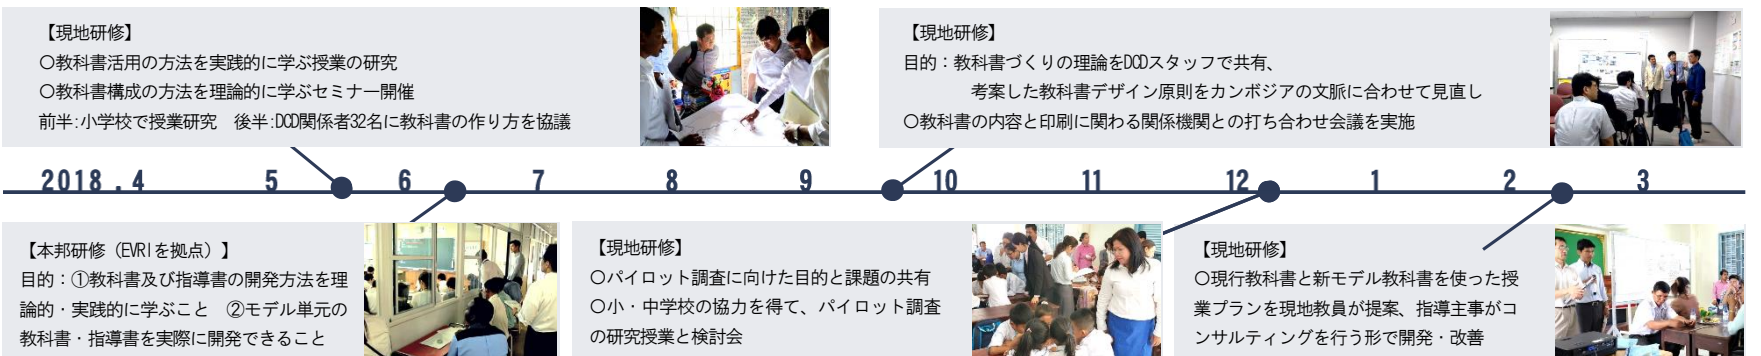 【現地研修】
○教科書活用の方法を実践的に学ぶ授業の研究
○教科書構成の方法を理論的に学ぶセミナー開催
前半:小学校で授業研究　後半:DCD関係者32名に教科書の作り方を協議
【現地研修】
目的：教科書づくりの理論をDCDスタッフで共有、
考案した教科書デザイン原則をカンボジアの文脈に合わせて見直し
○教科書の内容と印刷に関わる関係機関との打ち合わせ会議を実施
2018．4　5　6　7　8　9　10　11　12　1　2　3
【本邦研修（EVRIを拠点）】
目的：①教科書及び指導書の開発方法を理
論的・実践的に学ぶこと　②モデル単元の
教科書・指導書を実際に開発できること
【現地研修】
○パイロット調査に向けた目的と課題の共有
○小・中学校の協力を得て、パイロット調査
の研究授業と検討会
【現地研修】
○現行教科書と新モデル教科書を使った授
業プランを現地教員が提案、指導主事がコ
ンサルティングを行う形で開発・改善